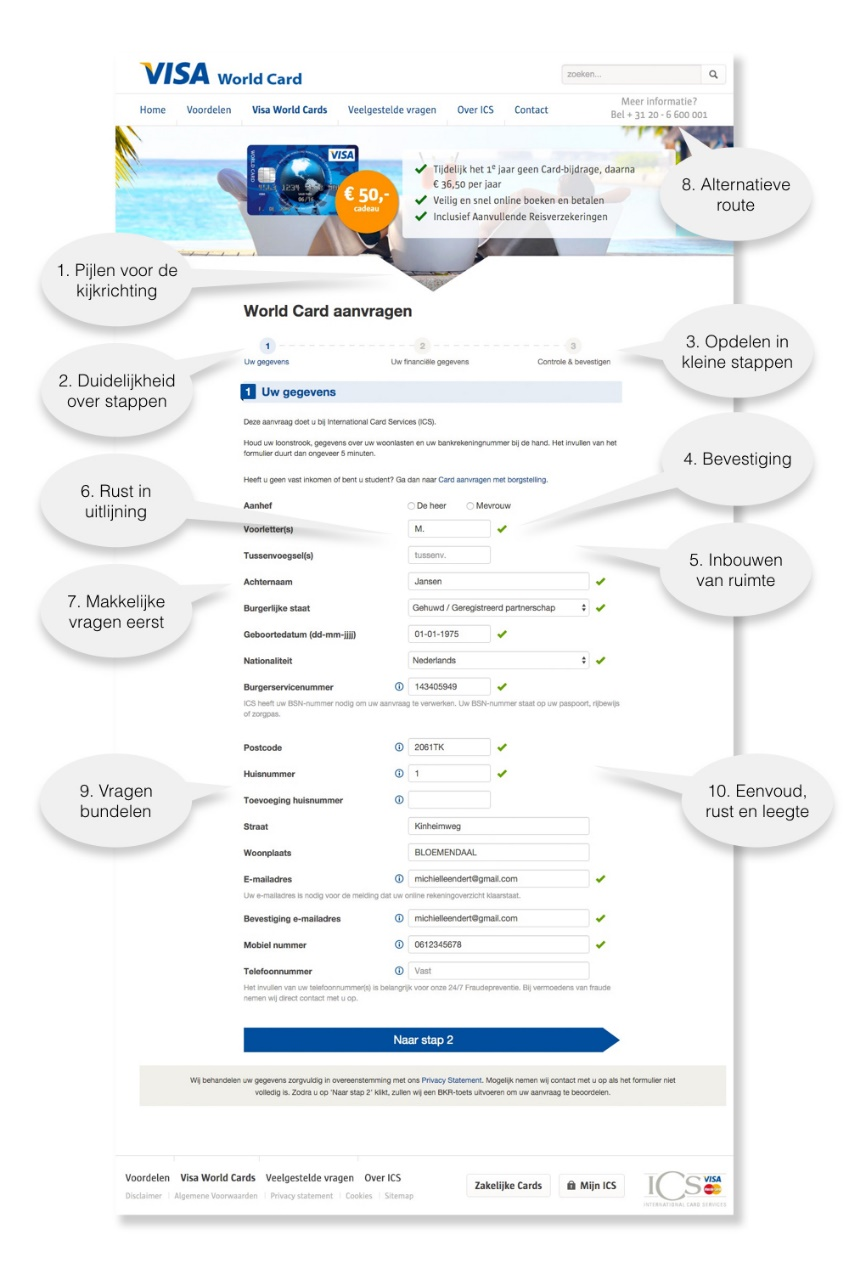 VISA World Card
zoeken...
Home Voordelen Visa World Cards Veelgestelde vragen Over ICS Contact
Meer informatie?
Bel + 31 20 - 6 600 001
VISA
€ 50,-
cadeau
Tijdelijk het 1e jaar geen Card-bijdrage, daarna
€ 36,50 per jaar
Veilig en snel online boeken en betalen
Inclusief Aanvullende Reisverzekeringen
8. Alternatieve
route
1. Pijlen voor de
kijkrichting
World Card aanvragen
1 2 3
Uw gegevens Uw financiële gegevens Controle & bevestigen
3. Opdelen in
kleine stappen
2. Duidelijkheid
over stappen
1 Uw gegevens
Deze aanvraag doet u bij International Card Services (ICS).
Houd uw loonstrook, gegevens over uw woonlasten en uw bankrekeningnummer bij de hand. Het invullen van het
formulier duurt dan ongeveer 5 minuten.
Heeft u geen vast inkomen of bent u student? Ga dan naar Card aanvragen met borgstelling.
4. Bevestiging
6. Rust in
uitlijning
Aanhef De heer Mevrouw
Voorletter(s) M.
Tussenvoegsel(s) tussenv.
5. Inbouwen
van ruimte
Achternaam Jansen
7. Makkelijke
vragen eerst
Burgerlijke staat Gehuwd / Geregistreerd partnerschap
Geboortedatum (dd-mm-jjjj) 01-01-1975
Nationaliteit Nederlands
Burgerservicenummer 143405949
ICS heeft uw BSN-nummer nodig om uw aanvraag te verwerken. Uw BSN-nummer staat op uw paspoort, rijbewijs
of zorgpas.
Postcode 2061TK
Huisnummer 1
9. Vragen
bundelen
10. Eenvoud,
rust en leegte
Toevoeging huisnummer
Straat Kinheimweg
Woonplaats BLOEMENDAAL
E-mailadres michielleendert@gmail.com
Uw e-mailadres is nodig voor de melding dat uw online rekeningoverzicht klaarstaat.
Bevestiging e-mailadres michielleendert@gmail.com
Mobiel nummer 0612345678
Telefoonnummer Vast
Het invullen van uw telefoonnummer(s) is belangrijk voor onze 24/7 Fraudepreventie. Bij vermoedens van fraude
nemen wij direct contact met u op.
Naar stap 2
Wij behandelen uw gegevens zorgvuldig in overeenstemming met ons Privacy Statement. Mogelijk nemen wij contact met u op als het formulier niet
volledig is. Zodra u op 'Naar stap 2' klikt, zullen wij een BKR-toets uitvoeren om uw aanvraag te beoordelen.
Voordelen Visa World Cards Veelgestelde vragen Over ICS
Disclaimer Algemene Voorwaarden Privacy statement Cookies Sitemap
Zakelijke Cards Mijn ICS
ICS VISA
INTERNATIONAL CARD SERVICES